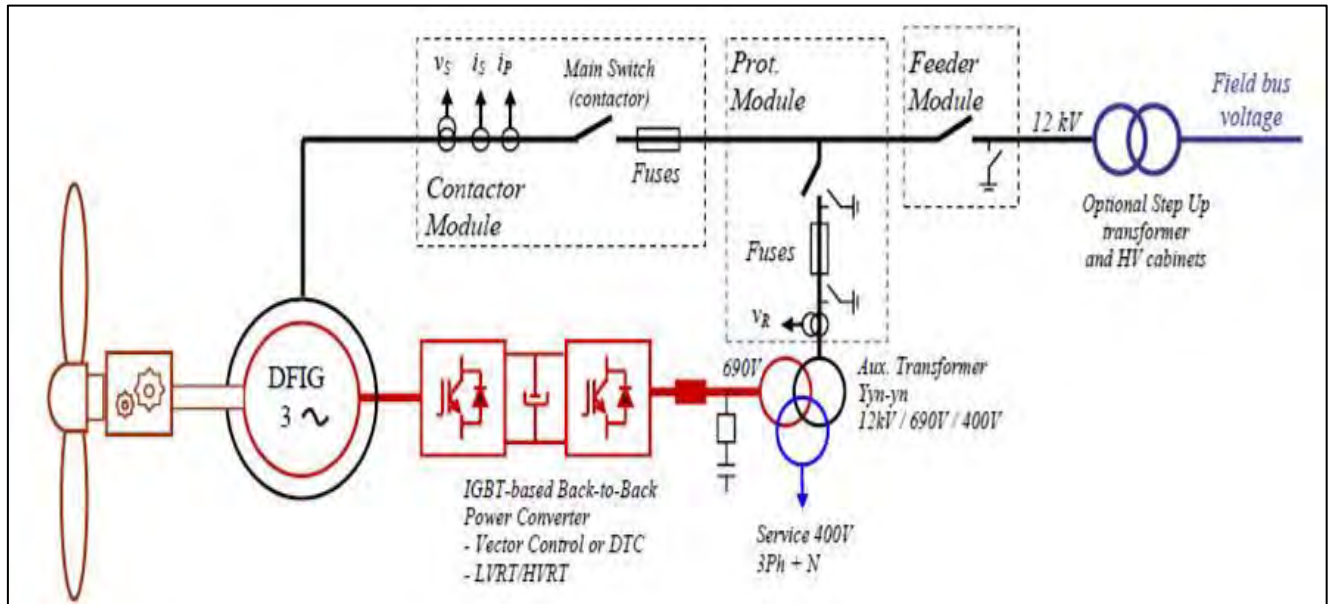 vS iS iP
Main Switch
(contactor)
Fuses
Contactor
Module
Prot.
Module
Fuses
vR
Feeder
Module
12 kV
Field bus
voltage
Optional Step Up
transformer
and HV cabinets
DFIG
3 ~
690V
Aux. Transformer
Yyn-yn
12kV / 690V / 400V
IGBT-based Back-to-Back
Power Converter
- Vector Control or DTC
- LVRT/HVRT
Service 400V
3Ph + N